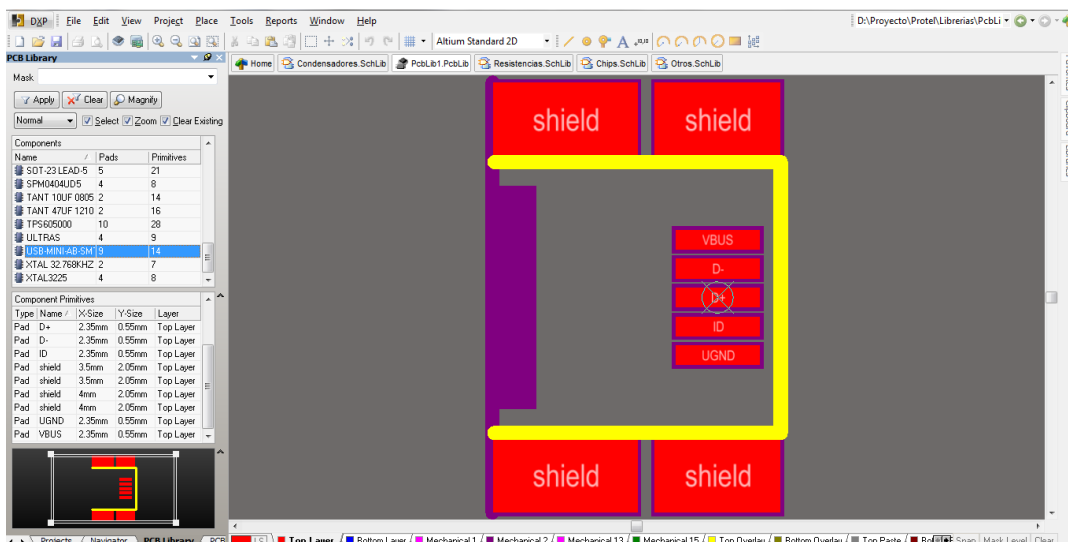 DXP File Edit View Project Place Tools Reports Window Help D:\Proyecto\Protel\Librerias\PcbLi
Altium Standard 2D
PCB Library
Home Condensadores.SchLib PcbLib1.PcbLib Resistencias.SchLib Chips.SchLib Otros.SchLib
Mask
Apply Clear Magnify
Normal Select Zoom Clear Existing
Components
Name / Pads Primitives
SOT-23 LEAD-5 5 21
SPM0404UD5 4 8
TANT 10UF 0805 2 14
TANT 47UF 1210 2 16
TPS605000 10 28
ULTRAS 4 9
USB-MINI-AB-SMT 9 14
XTAL 32.768KHZ 2 7
XTAL3225 4 8
Component Primitives
Type Name / X-Size Y-Size Layer
Pad D+ 2.35mm 0.55mm Top Layer
Pad D- 2.35mm 0.55mm Top Layer
Pad ID 2.35mm 0.55mm Top Layer
Pad shield 3.5mm 2.05mm Top Layer
Pad shield 3.5mm 2.05mm Top Layer
Pad shield 4mm 2.05mm Top Layer
Pad shield 4mm 2.05mm Top Layer
Pad UGND 2.35mm 0.55mm Top Layer
Pad VBUS 2.35mm 0.55mm Top Layer
shield shield
VBUS
D-
D+
ID
UGND
shield shield
Projects Navigator PCB Library PCB LS Top Layer Bottom Layer Mechanical 1 Mechanical 2 Mechanical 13 Mechanical 15 Top Overlay Bottom Overlay Top Paste Bo Snap Mask Level Clear